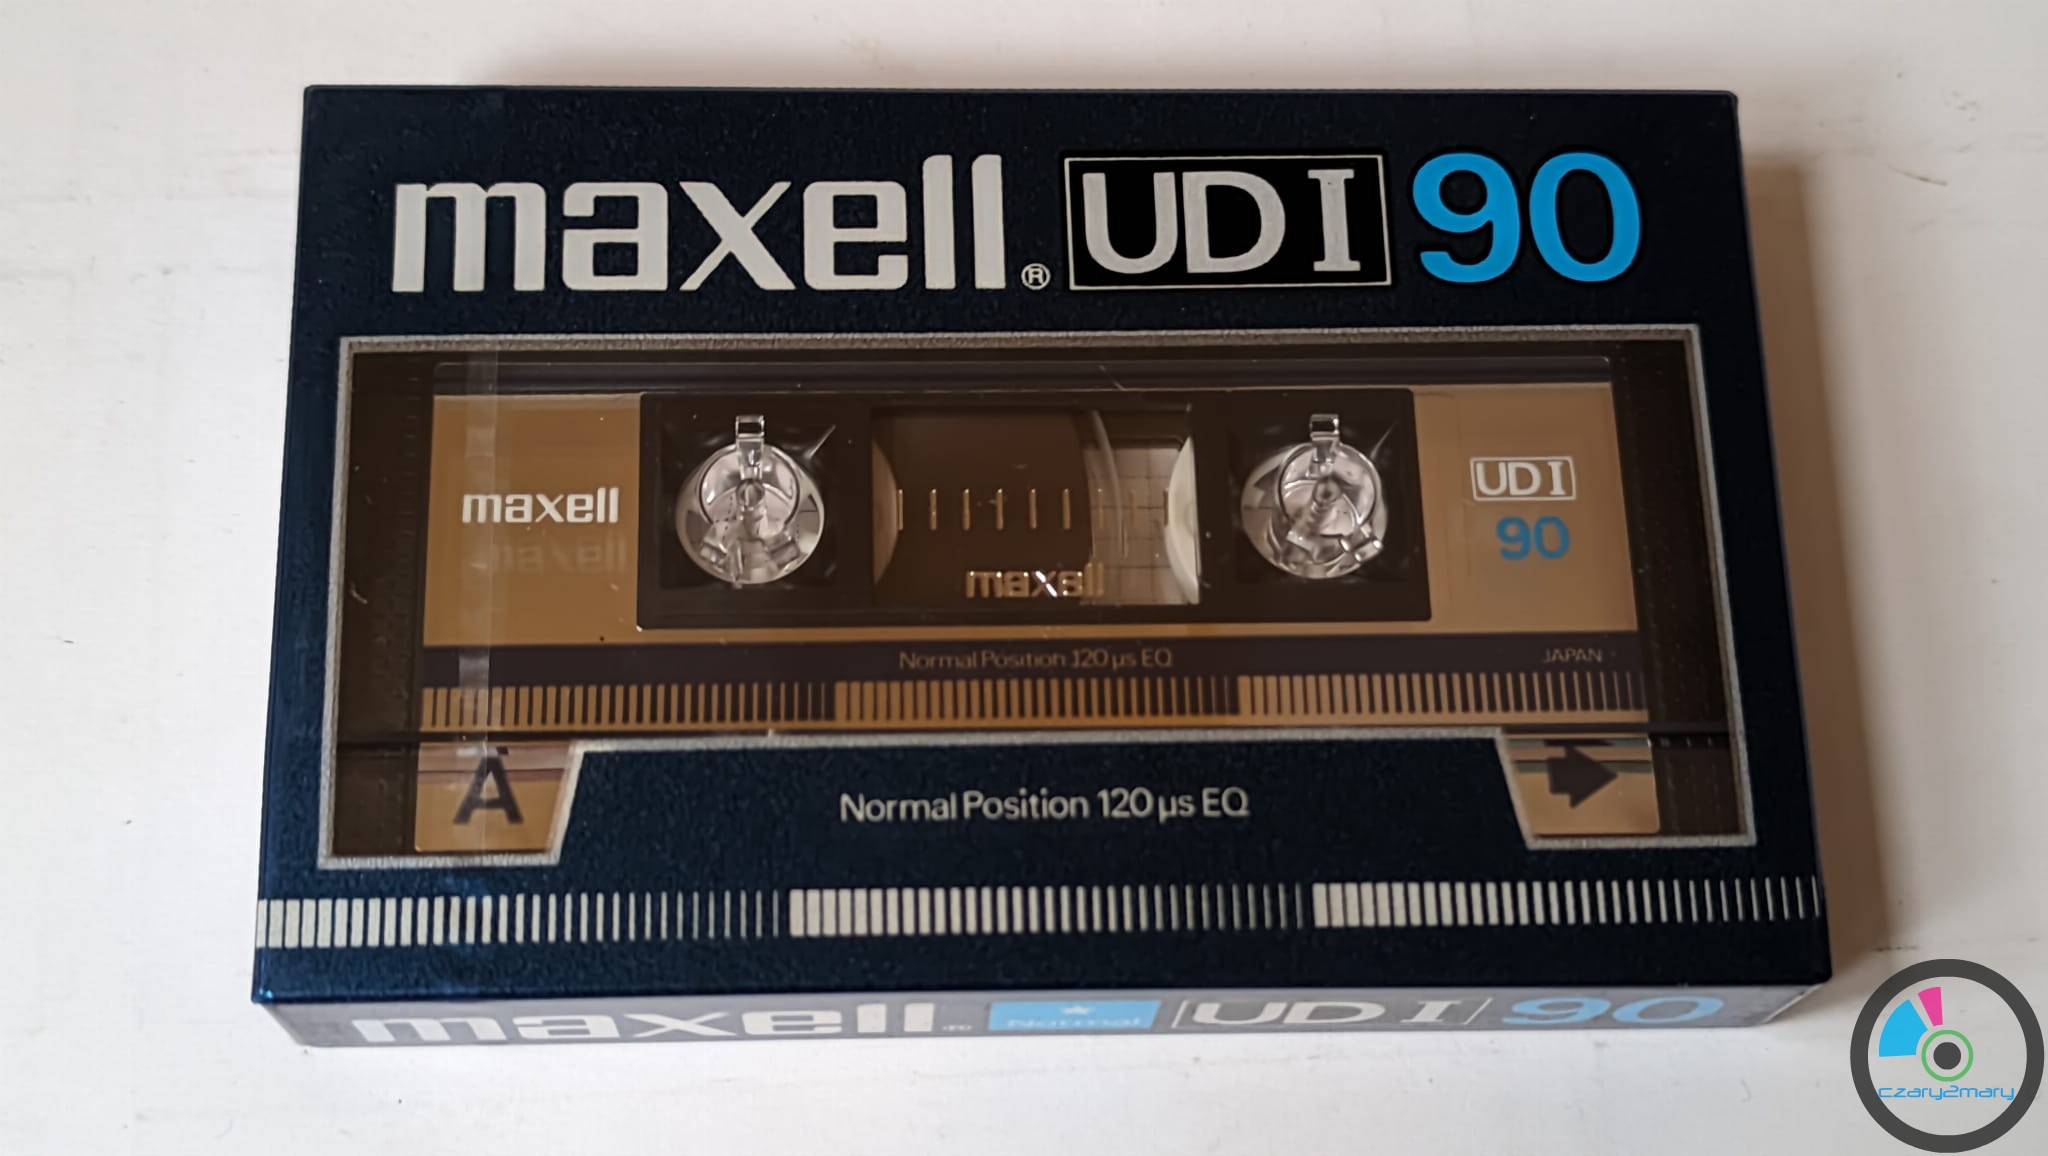 maxell® UD I 90
maxell
UD I
90
maxell
Normal Position 120 µs EQ
JAPAN
A
Normal Position 120 µs EQ
maxell Normal UD I 90
czary2mary